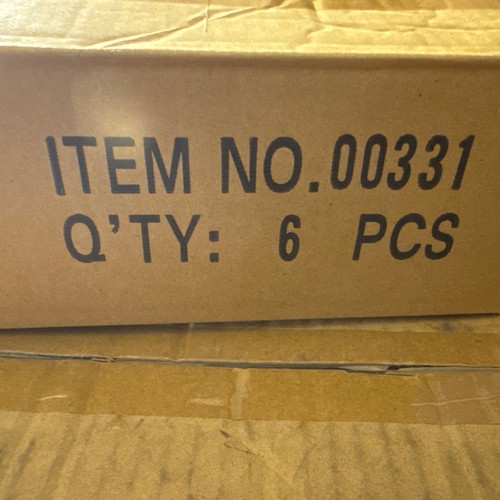 ITEM NO.00331
Q'TY: 6 PCS